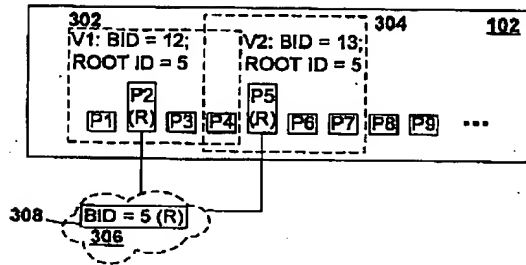 302
304
102
V1: BID = 12;
ROOT ID = 5
V2: BID = 13;
ROOT ID = 5
P1
P2
(R)
P3
P4
P5
(R)
P6
P7
P8
P9
...
308
BID = 5 (R)
306